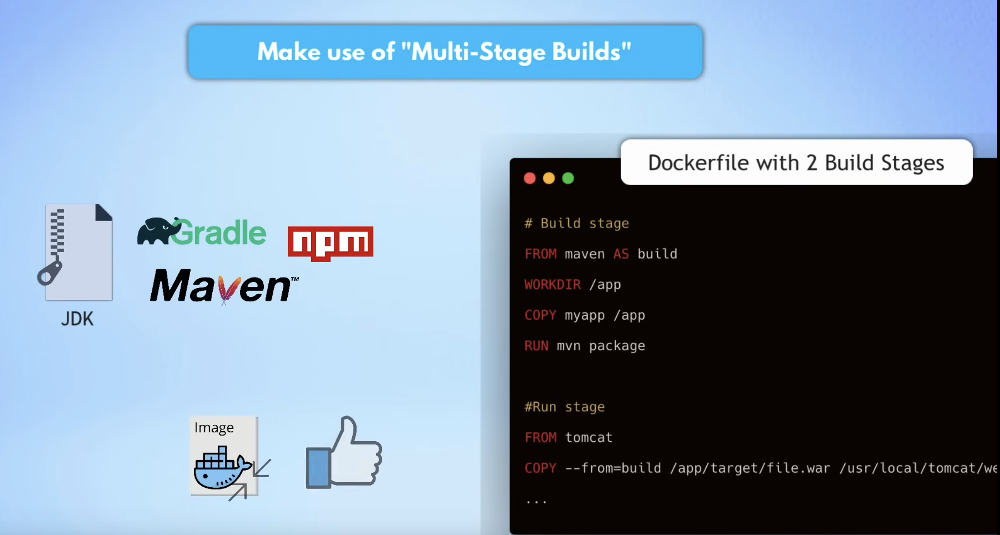 Make use of "Multi-Stage Builds"
Dockerfile with 2 Build Stages
JDK
Gradle
npm
Maven™
Image
# Build stage
FROM maven AS build
WORKDIR /app
COPY myapp /app
RUN mvn package
#Run stage
FROM tomcat
COPY --from=build /app/target/file.war /usr/local/tomcat/we
...